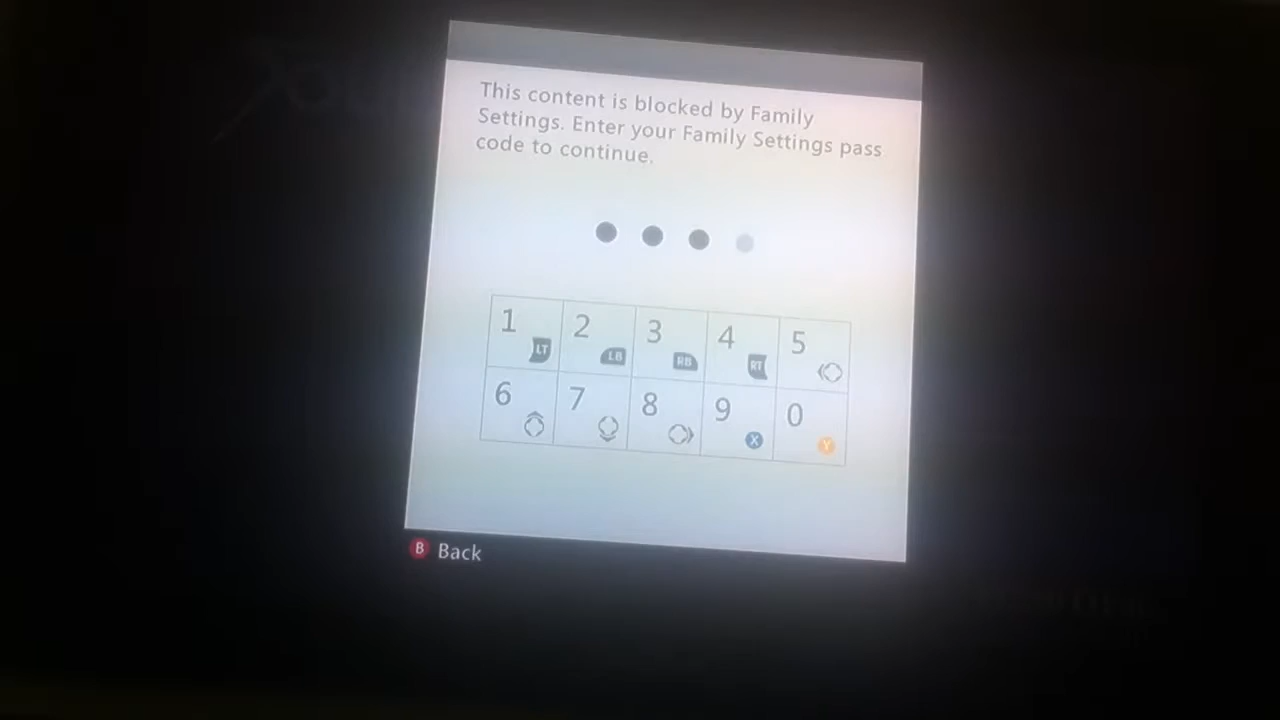 This content is blocked by Family
Settings. Enter your Family Settings pass
code to continue.
1 LT 2 LB 3 RB 4 RT 5
6 7 8 9 X 0 Y
B Back